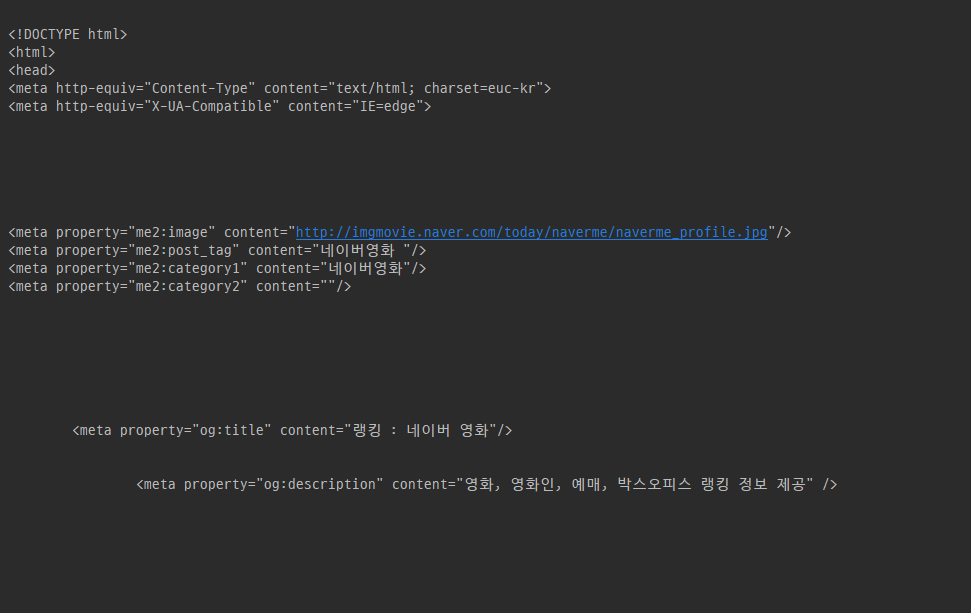 <!DOCTYPE html>
<html>
<head>
<meta http-equiv="Content-Type" content="text/html; charset=euc-kr">
<meta http-equiv="X-UA-Compatible" content="IE=edge">
<meta property="me2:image" content="http://imgmovie.naver.com/today/naverme/naverme_profile.jpg"/>
<meta property="me2:post_tag" content="네이버영화 "/>
<meta property="me2:category1" content="네이버영화"/>
<meta property="me2:category2" content=""/>
<meta property="og:title" content="랭킹 : 네이버 영화"/>
<meta property="og:description" content="영화, 영화인, 예매, 박스오피스 랭킹 정보 제공" />